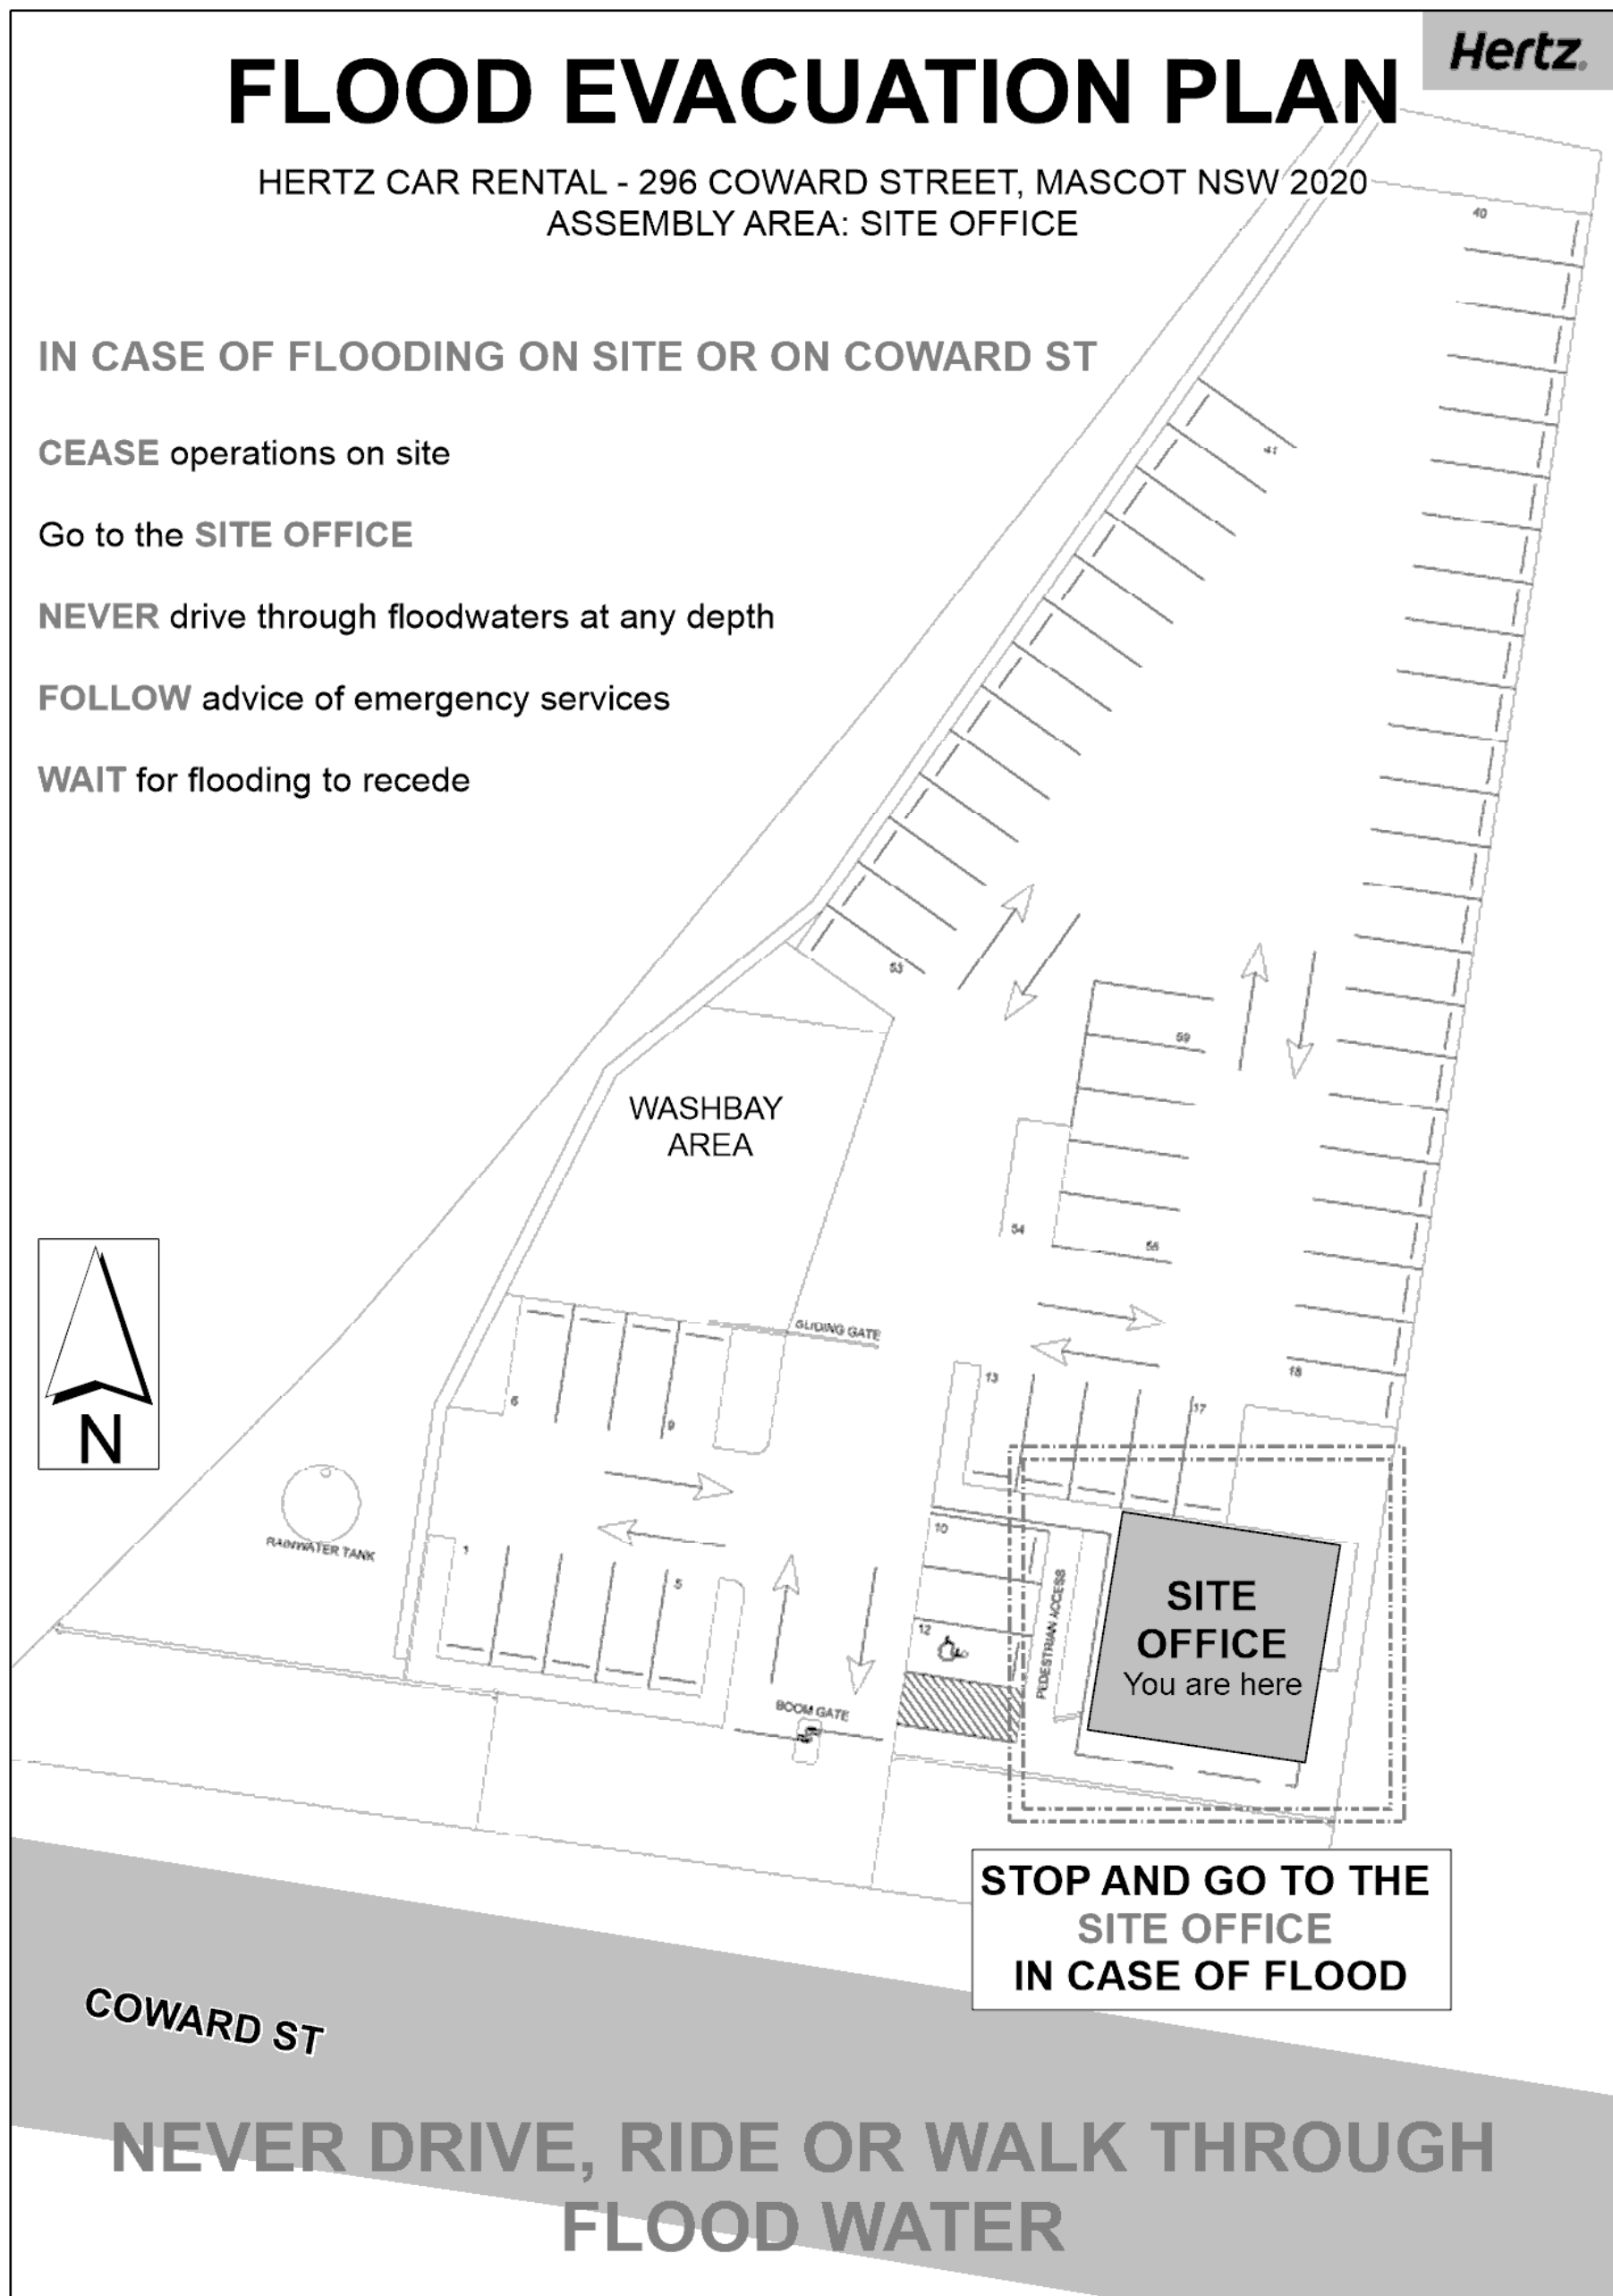 Hertz.
FLOOD EVACUATION PLAN
HERTZ CAR RENTAL - 296 COWARD STREET, MASCOT NSW 2020
ASSEMBLY AREA: SITE OFFICE
40
IN CASE OF FLOODING ON SITE OR ON COWARD ST
41
CEASE operations on site
Go to the SITE OFFICE
NEVER drive through floodwaters at any depth
FOLLOW advice of emergency services
WAIT for flooding to recede
53
59
WASHBAY
AREA
54
55
N
GLIDING GATE
13
18
6
9
17
RAINWATER TANK
1
5
10
12
PEDESTRIAN ACCESS
SITE
OFFICE
You are here
BOOM GATE
STOP AND GO TO THE
SITE OFFICE
IN CASE OF FLOOD
COWARD ST
NEVER DRIVE, RIDE OR WALK THROUGH
FLOOD WATER